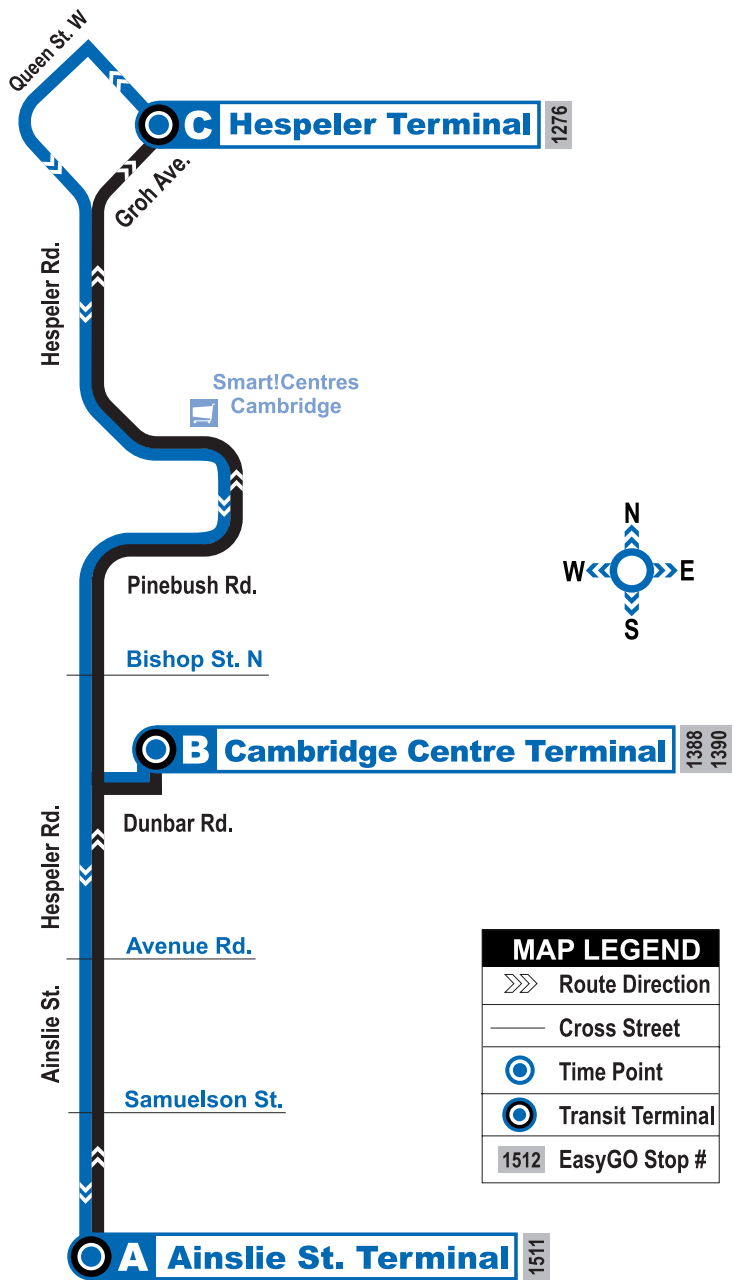 Queen St. W
C Hespeler Terminal
1276
Groh Ave.
Hespeler Rd.
Smart!Centres
Cambridge
N
W E
S
Pinebush Rd.
Bishop St. N
B Cambridge Centre Terminal
1388
1390
Dunbar Rd.
Hespeler Rd.
Avenue Rd.
Ainslie St.
Samuelson St.
A Ainslie St. Terminal
1511
MAP LEGEND
Route Direction
Cross Street
Time Point
Transit Terminal
1512 EasyGO Stop #